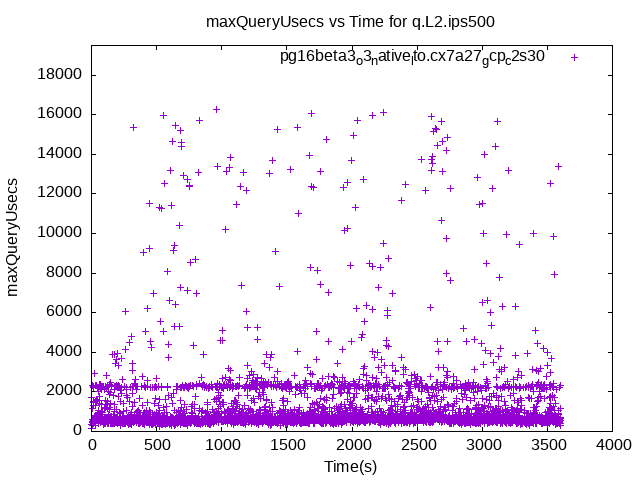 maxQueryUsecs vs Time for q.L2.ips500
pg16beta3_o3_native_lto.cx7a27_gcp_c2s30
18000
16000
14000
12000
10000
8000
6000
4000
2000
0
maxQueryUsecs
0 500 1000 1500 2000 2500 3000 3500 4000
Time(s)